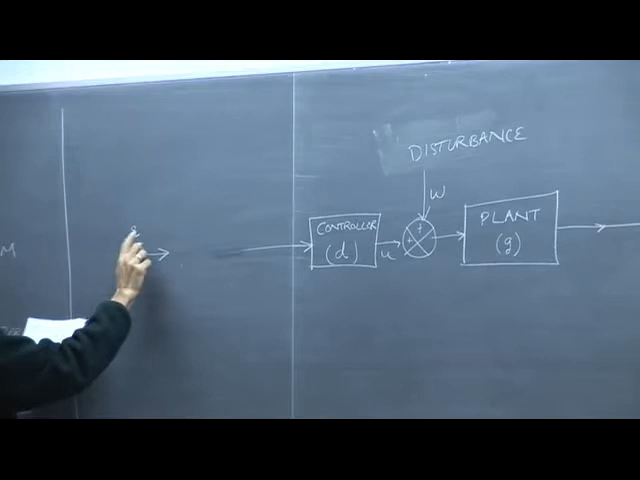 DISTURBANCE
W
CONTROLLER
(d)
u
+
+
PLANT
(g)
M